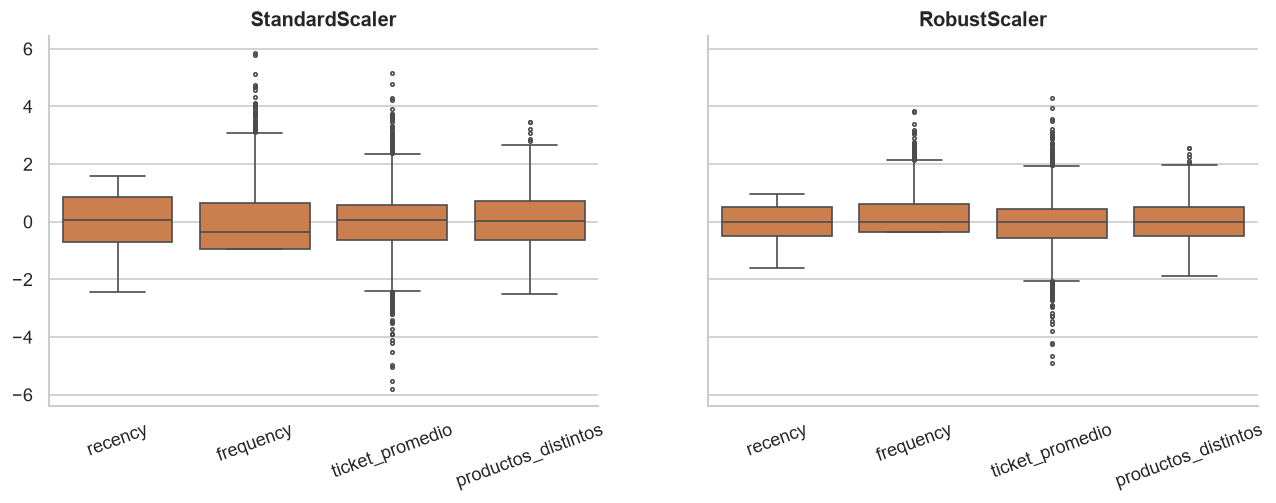 StandardScaler
RobustScaler
6
4
2
0
−2
−4
−6
recency
frequency
ticket_promedio
productos_distintos
recency
frequency
ticket_promedio
productos_distintos